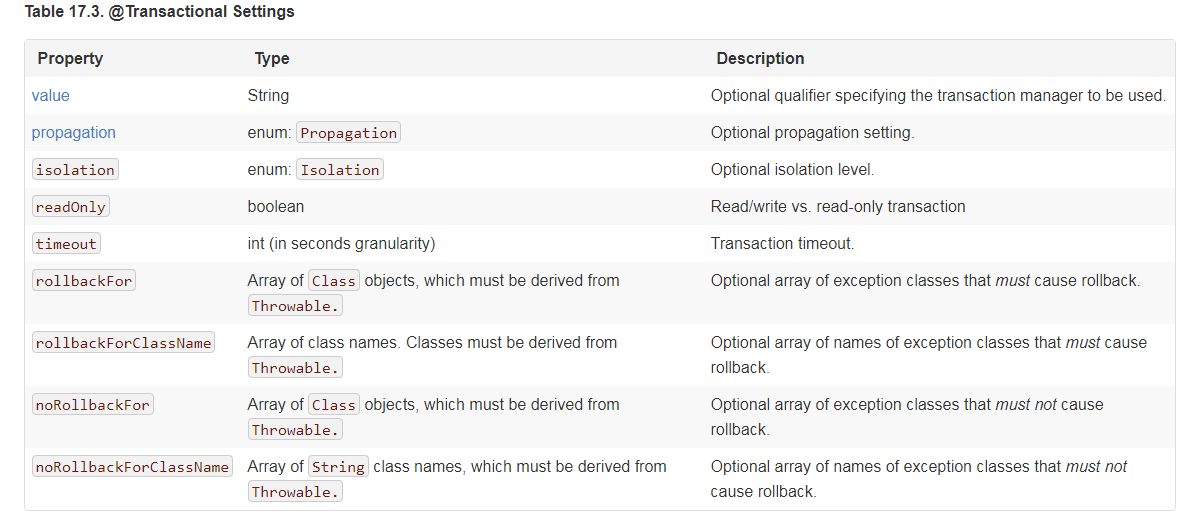 Table 17.3. @Transactional Settings
Property Type Description
value String Optional qualifier specifying the transaction manager to be used.
propagation enum: Propagation Optional propagation setting.
isolation enum: Isolation Optional isolation level.
readOnly boolean Read/write vs. read-only transaction
timeout int (in seconds granularity) Transaction timeout.
rollbackFor Array of Class objects, which must be derived from Optional array of exception classes that must cause rollback.
Throwable.
rollbackForClassName Array of class names. Classes must be derived from Optional array of names of exception classes that must cause
Throwable. rollback.
noRollbackFor Array of Class objects, which must be derived from Optional array of exception classes that must not cause
Throwable. rollback.
noRollbackForClassName Array of String class names, which must be derived from Optional array of names of exception classes that must not
Throwable. cause rollback.